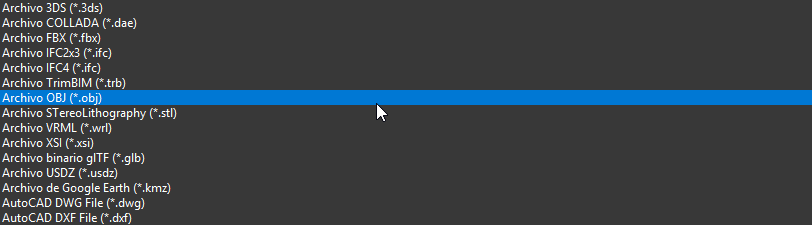 Archivo 3DS (*.3ds)
Archivo COLLADA (*.dae)
Archivo FBX (*.fbx)
Archivo IFC2x3 (*.ifc)
Archivo IFC4 (*.ifc)
Archivo TrimBIM (*.trb)
Archivo OBJ (*.obj)
Archivo STereoLithography (*.stl)
Archivo VRML (*.wrl)
Archivo XSI (*.xsi)
Archivo binario glTF (*.glb)
Archivo USDZ (*.usdz)
Archivo de Google Earth (*.kmz)
AutoCAD DWG File (*.dwg)
AutoCAD DXF File (*.dxf)